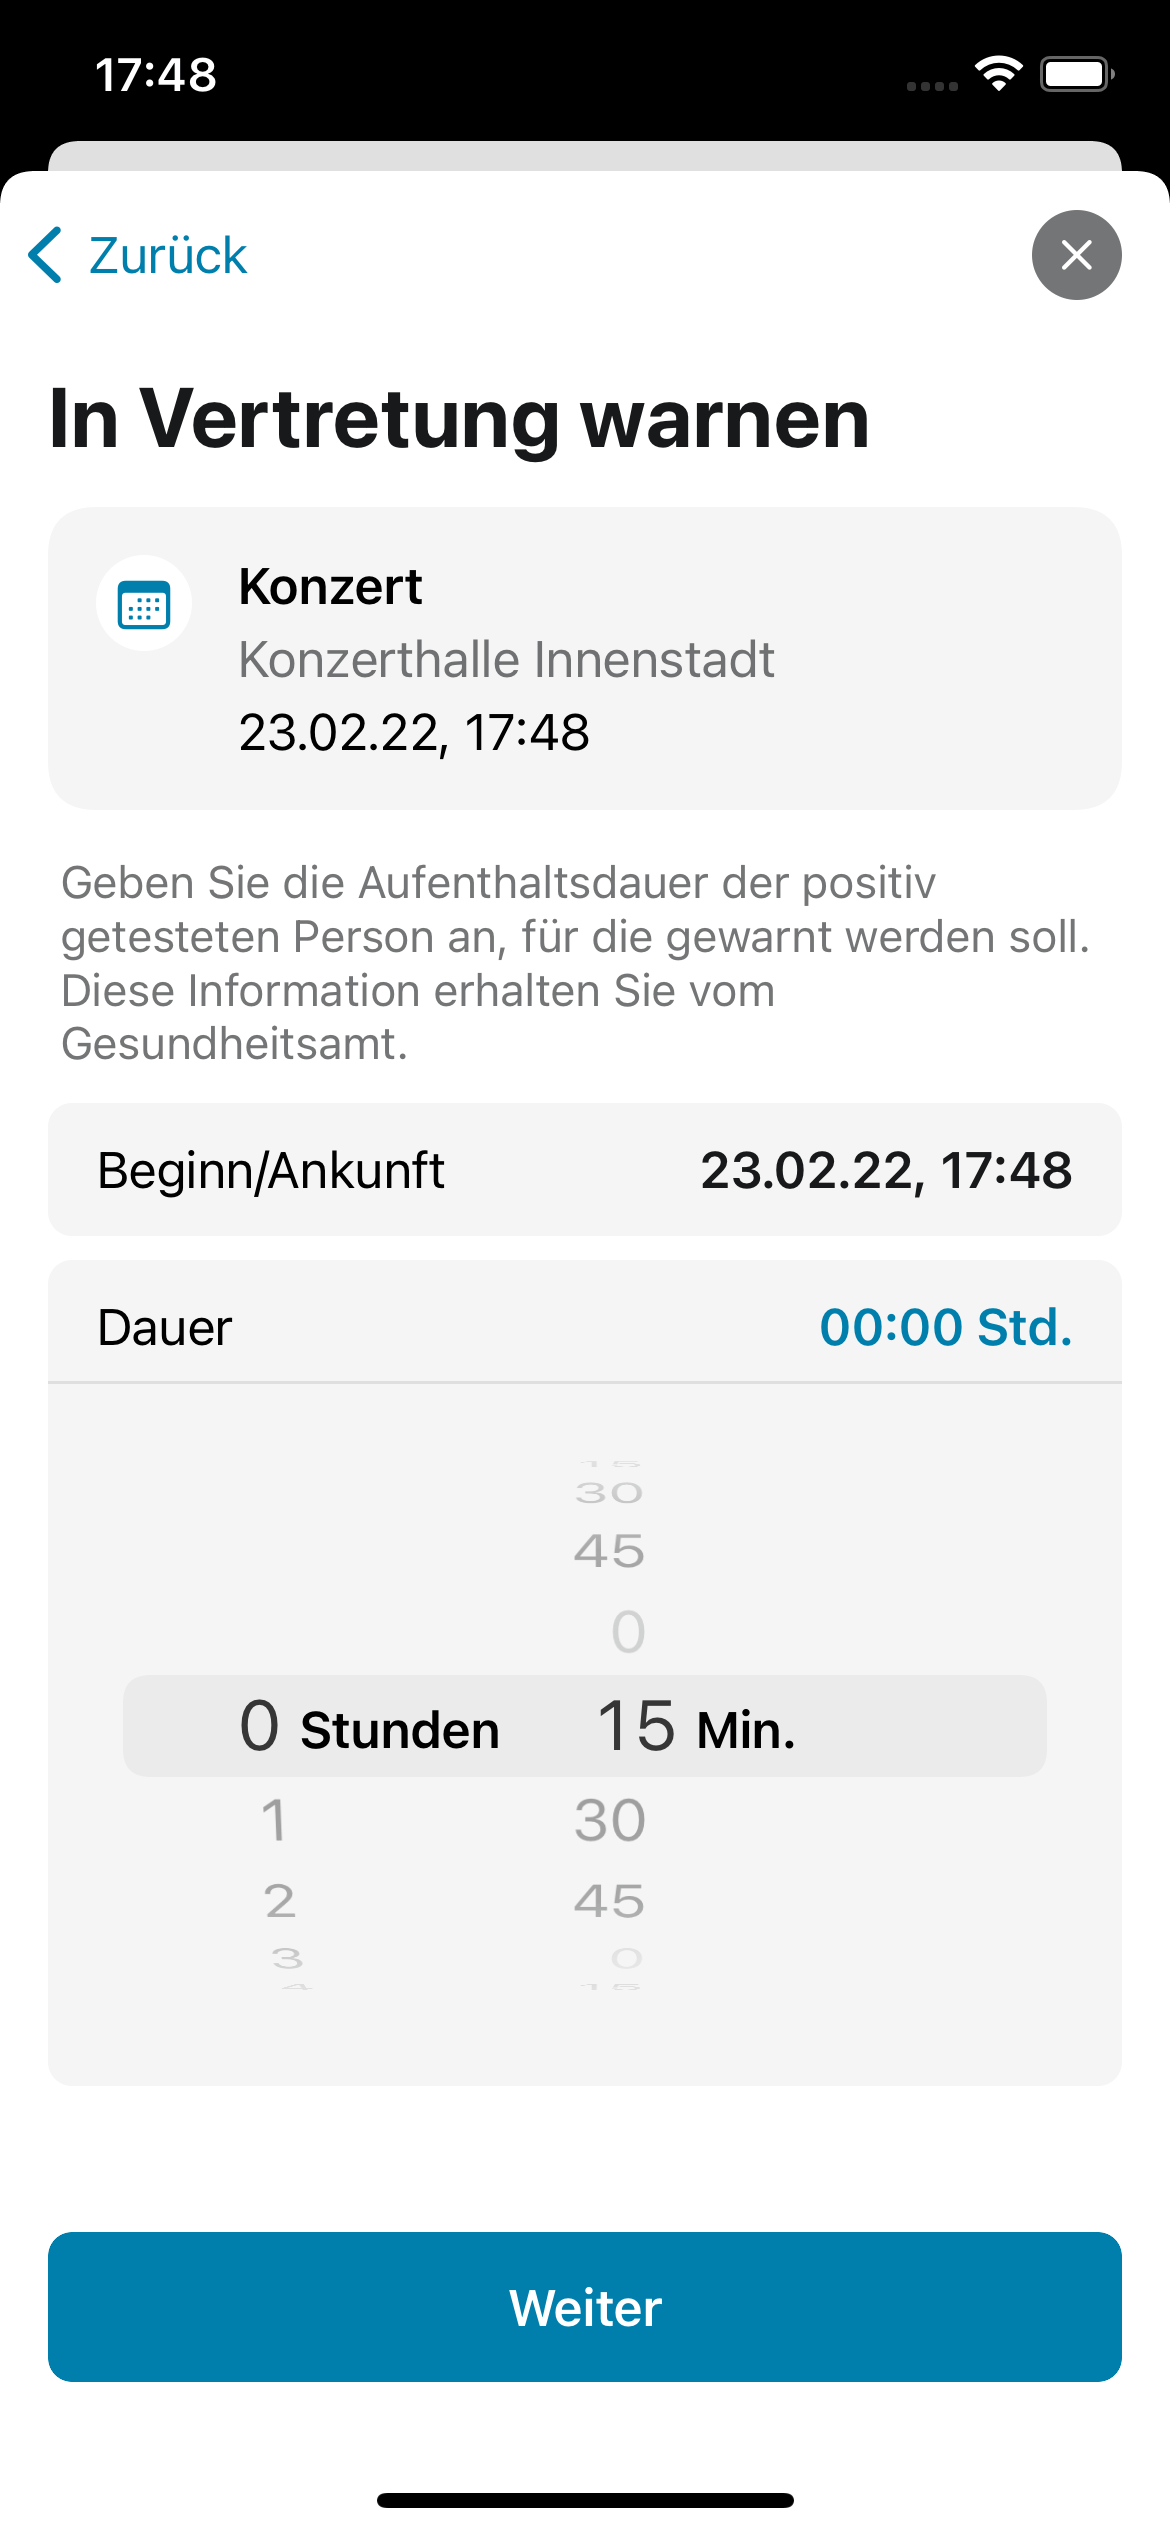 17:48
Zurück
In Vertretung warnen
Konzert
Konzerthalle Innenstadt
23.02.22, 17:48
Geben Sie die Aufenthaltsdauer der positiv
getesteten Person an, für die gewarnt werden soll.
Diese Information erhalten Sie vom
Gesundheitsamt.
Beginn/Ankunft 23.02.22, 17:48
Dauer 00:00 Std.
15
30
45
0
0 Stunden 15 Min.
1 30
2 45
3 0
4 15
Weiter